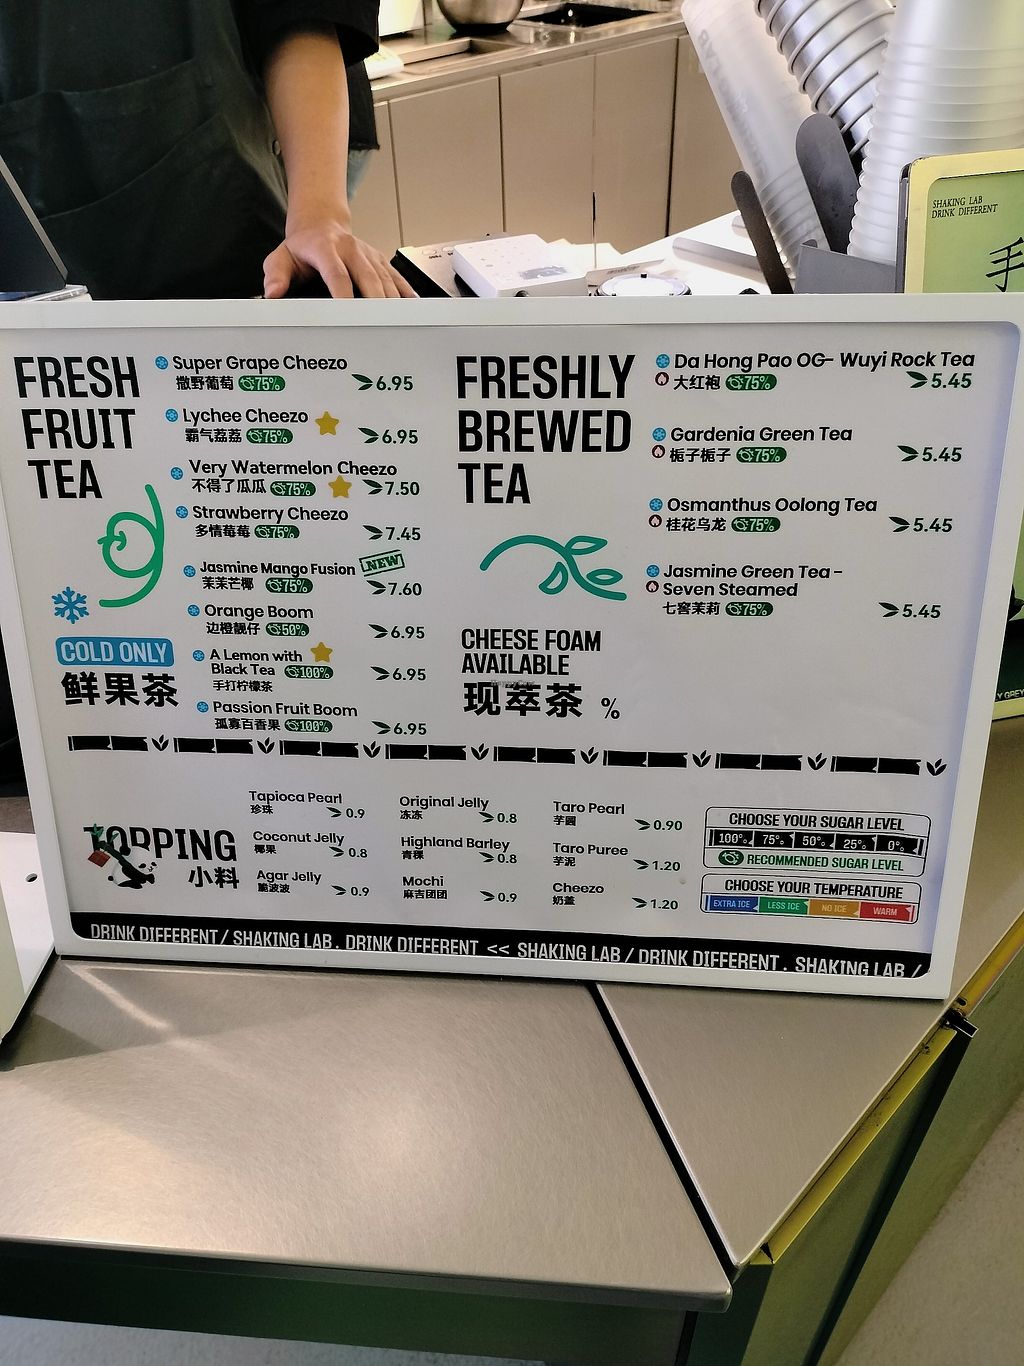 SHAKING LAB
DRINK DIFFERENT
手
FRESH
FRUIT
TEA
COLD ONLY
鲜果茶
Super Grape Cheezo
撒野葡萄 75% 6.95
Lychee Cheezo
霸气荔荔 75% 6.95
Very Watermelon Cheezo
不得了瓜瓜 75% 7.50
Strawberry Cheezo
多情莓莓 75% 7.45
Jasmine Mango Fusion NEW
茉茉芒椰 75% 7.60
Orange Boom
边橙靓仔 50% 6.95
A Lemon with
Black Tea 100% 6.95
手打柠檬茶
Passion Fruit Boom
孤寡百香果 100% 6.95
FRESHLY
BREWED
TEA
CHEESE FOAM
AVAILABLE
现萃茶 %
Da Hong Pao OG- Wuyi Rock Tea
大红袍 75% 5.45
Gardenia Green Tea
栀子栀子 75% 5.45
Osmanthus Oolong Tea
桂花乌龙 75% 5.45
Jasmine Green Tea -
Seven Steamed
七窨茉莉 75% 5.45
TOPPING
小料
Tapioca Pearl
珍珠 0.9
Coconut Jelly
椰果 0.8
Agar Jelly
脆波波 0.9
Original Jelly
冻冻 0.8
Highland Barley
青稞 0.8
Mochi
麻吉团团 0.9
Taro Pearl
芋圆 0.90
Taro Puree
芋泥 1.20
Cheezo
奶盖 1.20
CHOOSE YOUR SUGAR LEVEL
100% 75% 50% 25% 0%
RECOMMENDED SUGAR LEVEL
CHOOSE YOUR TEMPERATURE
EXTRA ICE LESS ICE NO ICE WARM
DRINK DIFFERENT / SHAKING LAB . DRINK DIFFERENT << SHAKING LAB / DRINK DIFFERENT . SHAKING LAB /